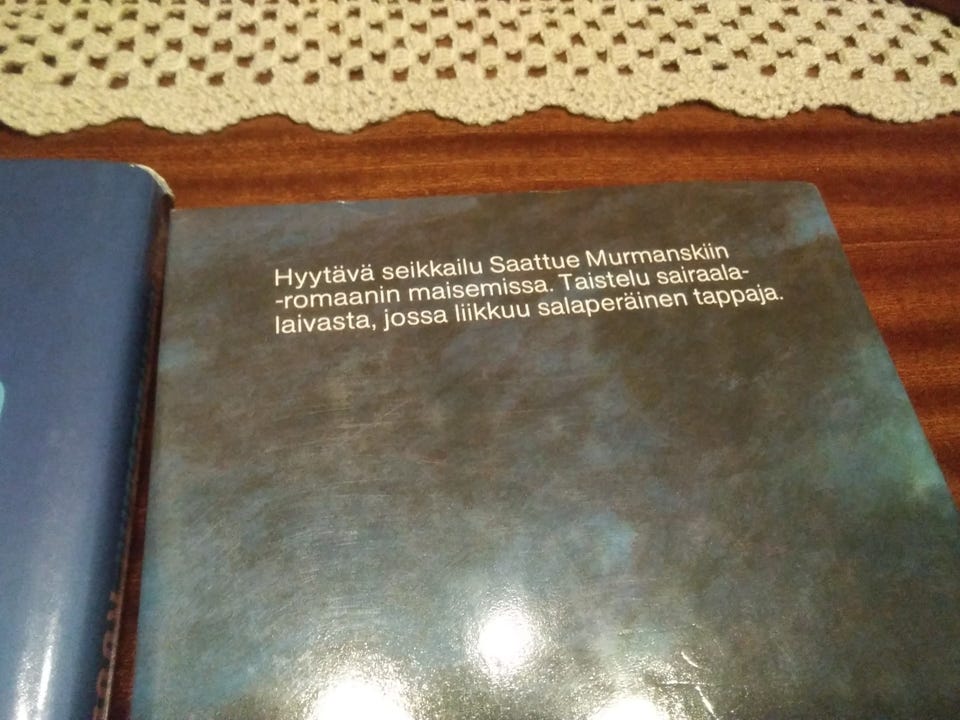 Hyytävä seikkailu Saattue Murmanskiin
-romaanin maisemissa. Taistelu sairaala-
laivasta, jossa liikkuu salaperäinen tappaja.